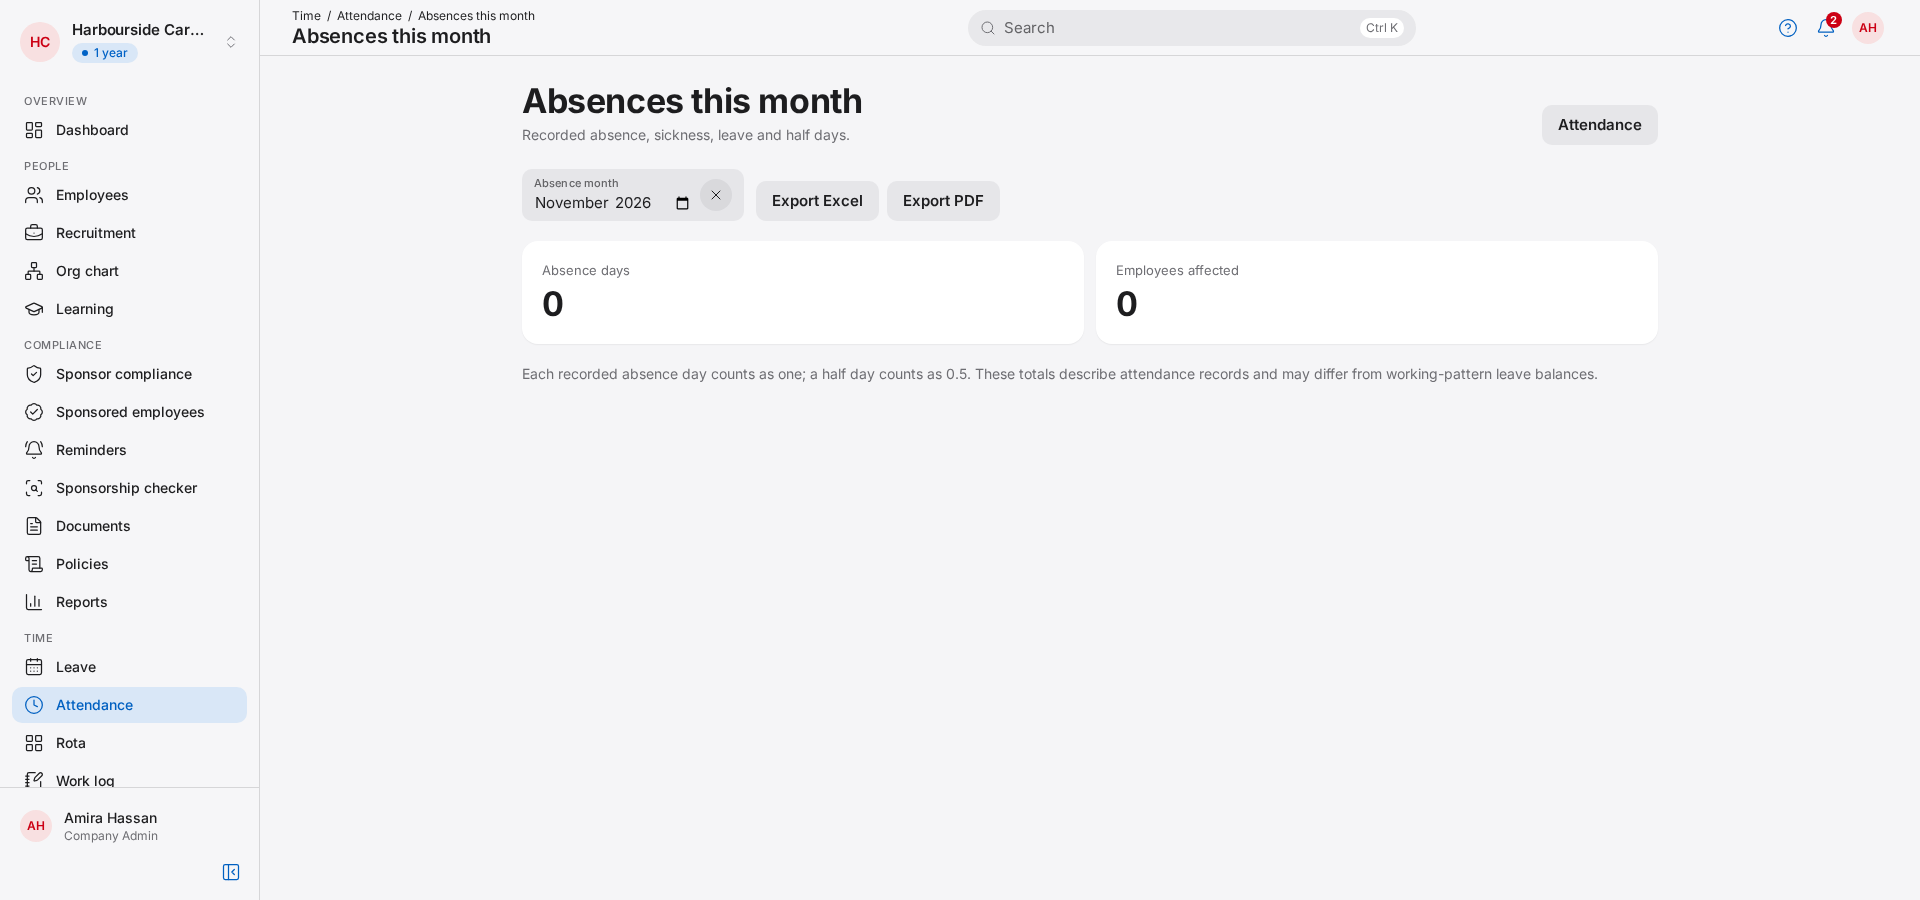 HC
Harbourside Car...
1 year
OVERVIEW
Dashboard
PEOPLE
Employees
Recruitment
Org chart
Learning
COMPLIANCE
Sponsor compliance
Sponsored employees
Reminders
Sponsorship checker
Documents
Policies
Reports
TIME
Leave
Attendance
Rota
Work log
AH
Amira Hassan
Company Admin
Time / Attendance / Absences this month
Absences this month
Search
Ctrl K
2
AH
Absences this month
Recorded absence, sickness, leave and half days.
Attendance
Absence month
November 2026
Export Excel
Export PDF
Absence days
0
Employees affected
0
Each recorded absence day counts as one; a half day counts as 0.5. These totals describe attendance records and may differ from working-pattern leave balances.